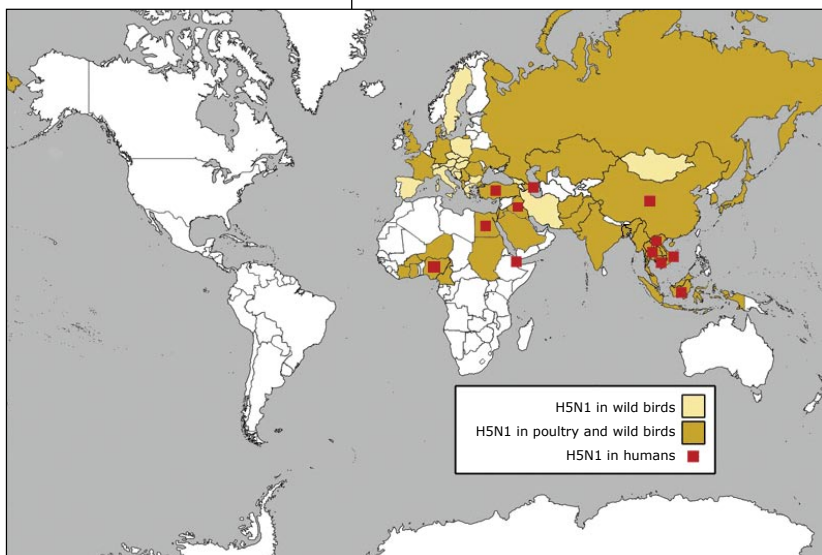 H5N1 in wild birds
H5N1 in poultry and wild birds
H5N1 in humans